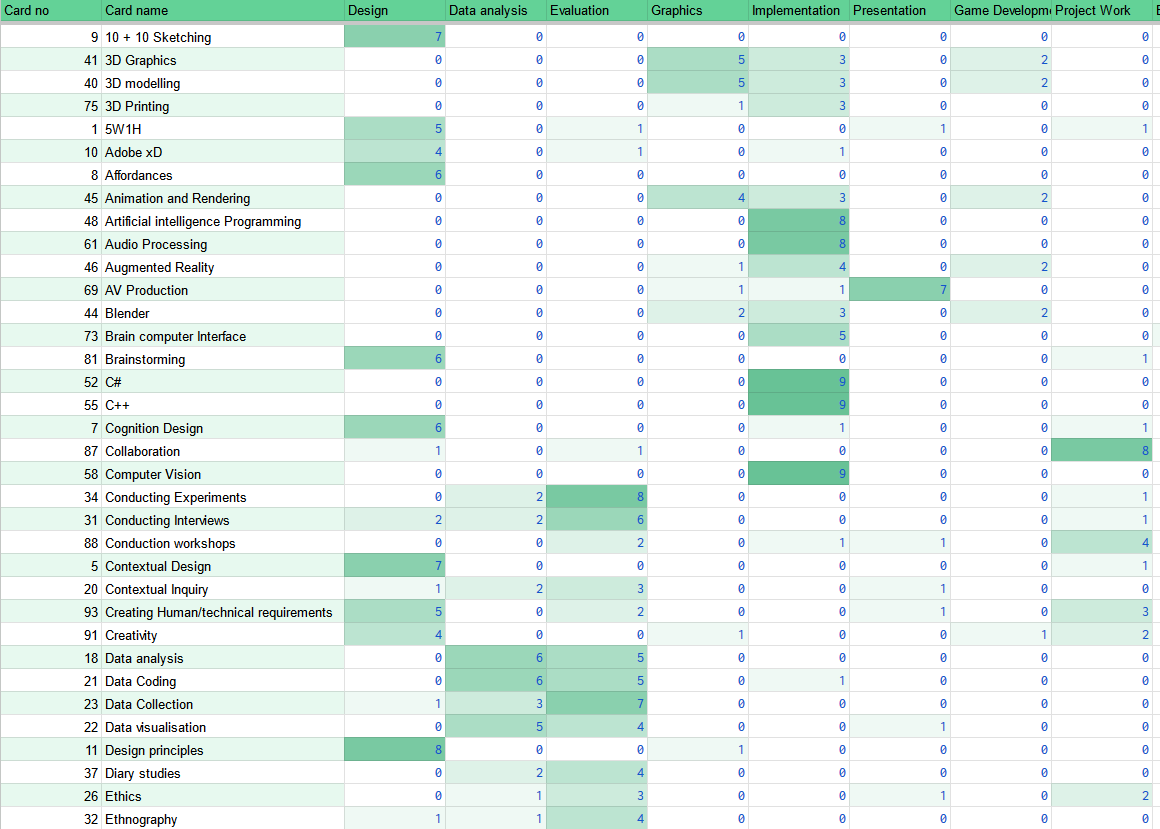 Card no Card name Design Data analysis Evaluation Graphics Implementation Presentation Game Developme Project Work
9 10 + 10 Sketching 7 0 0 0 0 0 0 0
41 3D Graphics 0 0 0 5 3 0 2 0
40 3D modelling 0 0 0 5 3 0 2 0
75 3D Printing 0 0 0 1 3 0 0 0
1 5W1H 5 0 1 0 0 1 0 1
10 Adobe xD 4 0 1 0 1 0 0 0
8 Affordances 6 0 0 0 0 0 0 0
45 Animation and Rendering 0 0 0 4 3 0 2 0
48 Artificial intelligence Programming 0 0 0 0 8 0 0 0
61 Audio Processing 0 0 0 0 8 0 0 0
46 Augmented Reality 0 0 0 1 4 0 2 0
69 AV Production 0 0 0 1 1 7 0 0
44 Blender 0 0 0 2 3 0 2 0
73 Brain computer Interface 0 0 0 0 5 0 0 0
81 Brainstorming 6 0 0 0 0 0 0 1
52 C# 0 0 0 0 9 0 0 0
55 C++ 0 0 0 0 9 0 0 0
7 Cognition Design 6 0 0 0 1 0 0 1
87 Collaboration 1 0 1 0 0 0 0 8
58 Computer Vision 0 0 0 0 9 0 0 0
34 Conducting Experiments 0 2 8 0 0 0 0 1
31 Conducting Interviews 2 2 6 0 0 0 0 1
88 Conduction workshops 0 0 2 0 1 1 0 4
5 Contextual Design 7 0 0 0 0 0 0 1
20 Contextual Inquiry 1 2 3 0 0 1 0 0
93 Creating Human/technical requirements 5 0 2 0 0 1 0 3
91 Creativity 4 0 0 1 0 0 1 2
18 Data analysis 0 6 5 0 0 0 0 0
21 Data Coding 0 6 5 0 1 0 0 0
23 Data Collection 1 3 7 0 0 0 0 0
22 Data visualisation 0 5 4 0 0 1 0 0
11 Design principles 8 0 0 1 0 0 0 0
37 Diary studies 0 2 4 0 0 0 0 0
26 Ethics 0 1 3 0 0 1 0 2
32 Ethnography 1 1 4 0 0 0 0 0